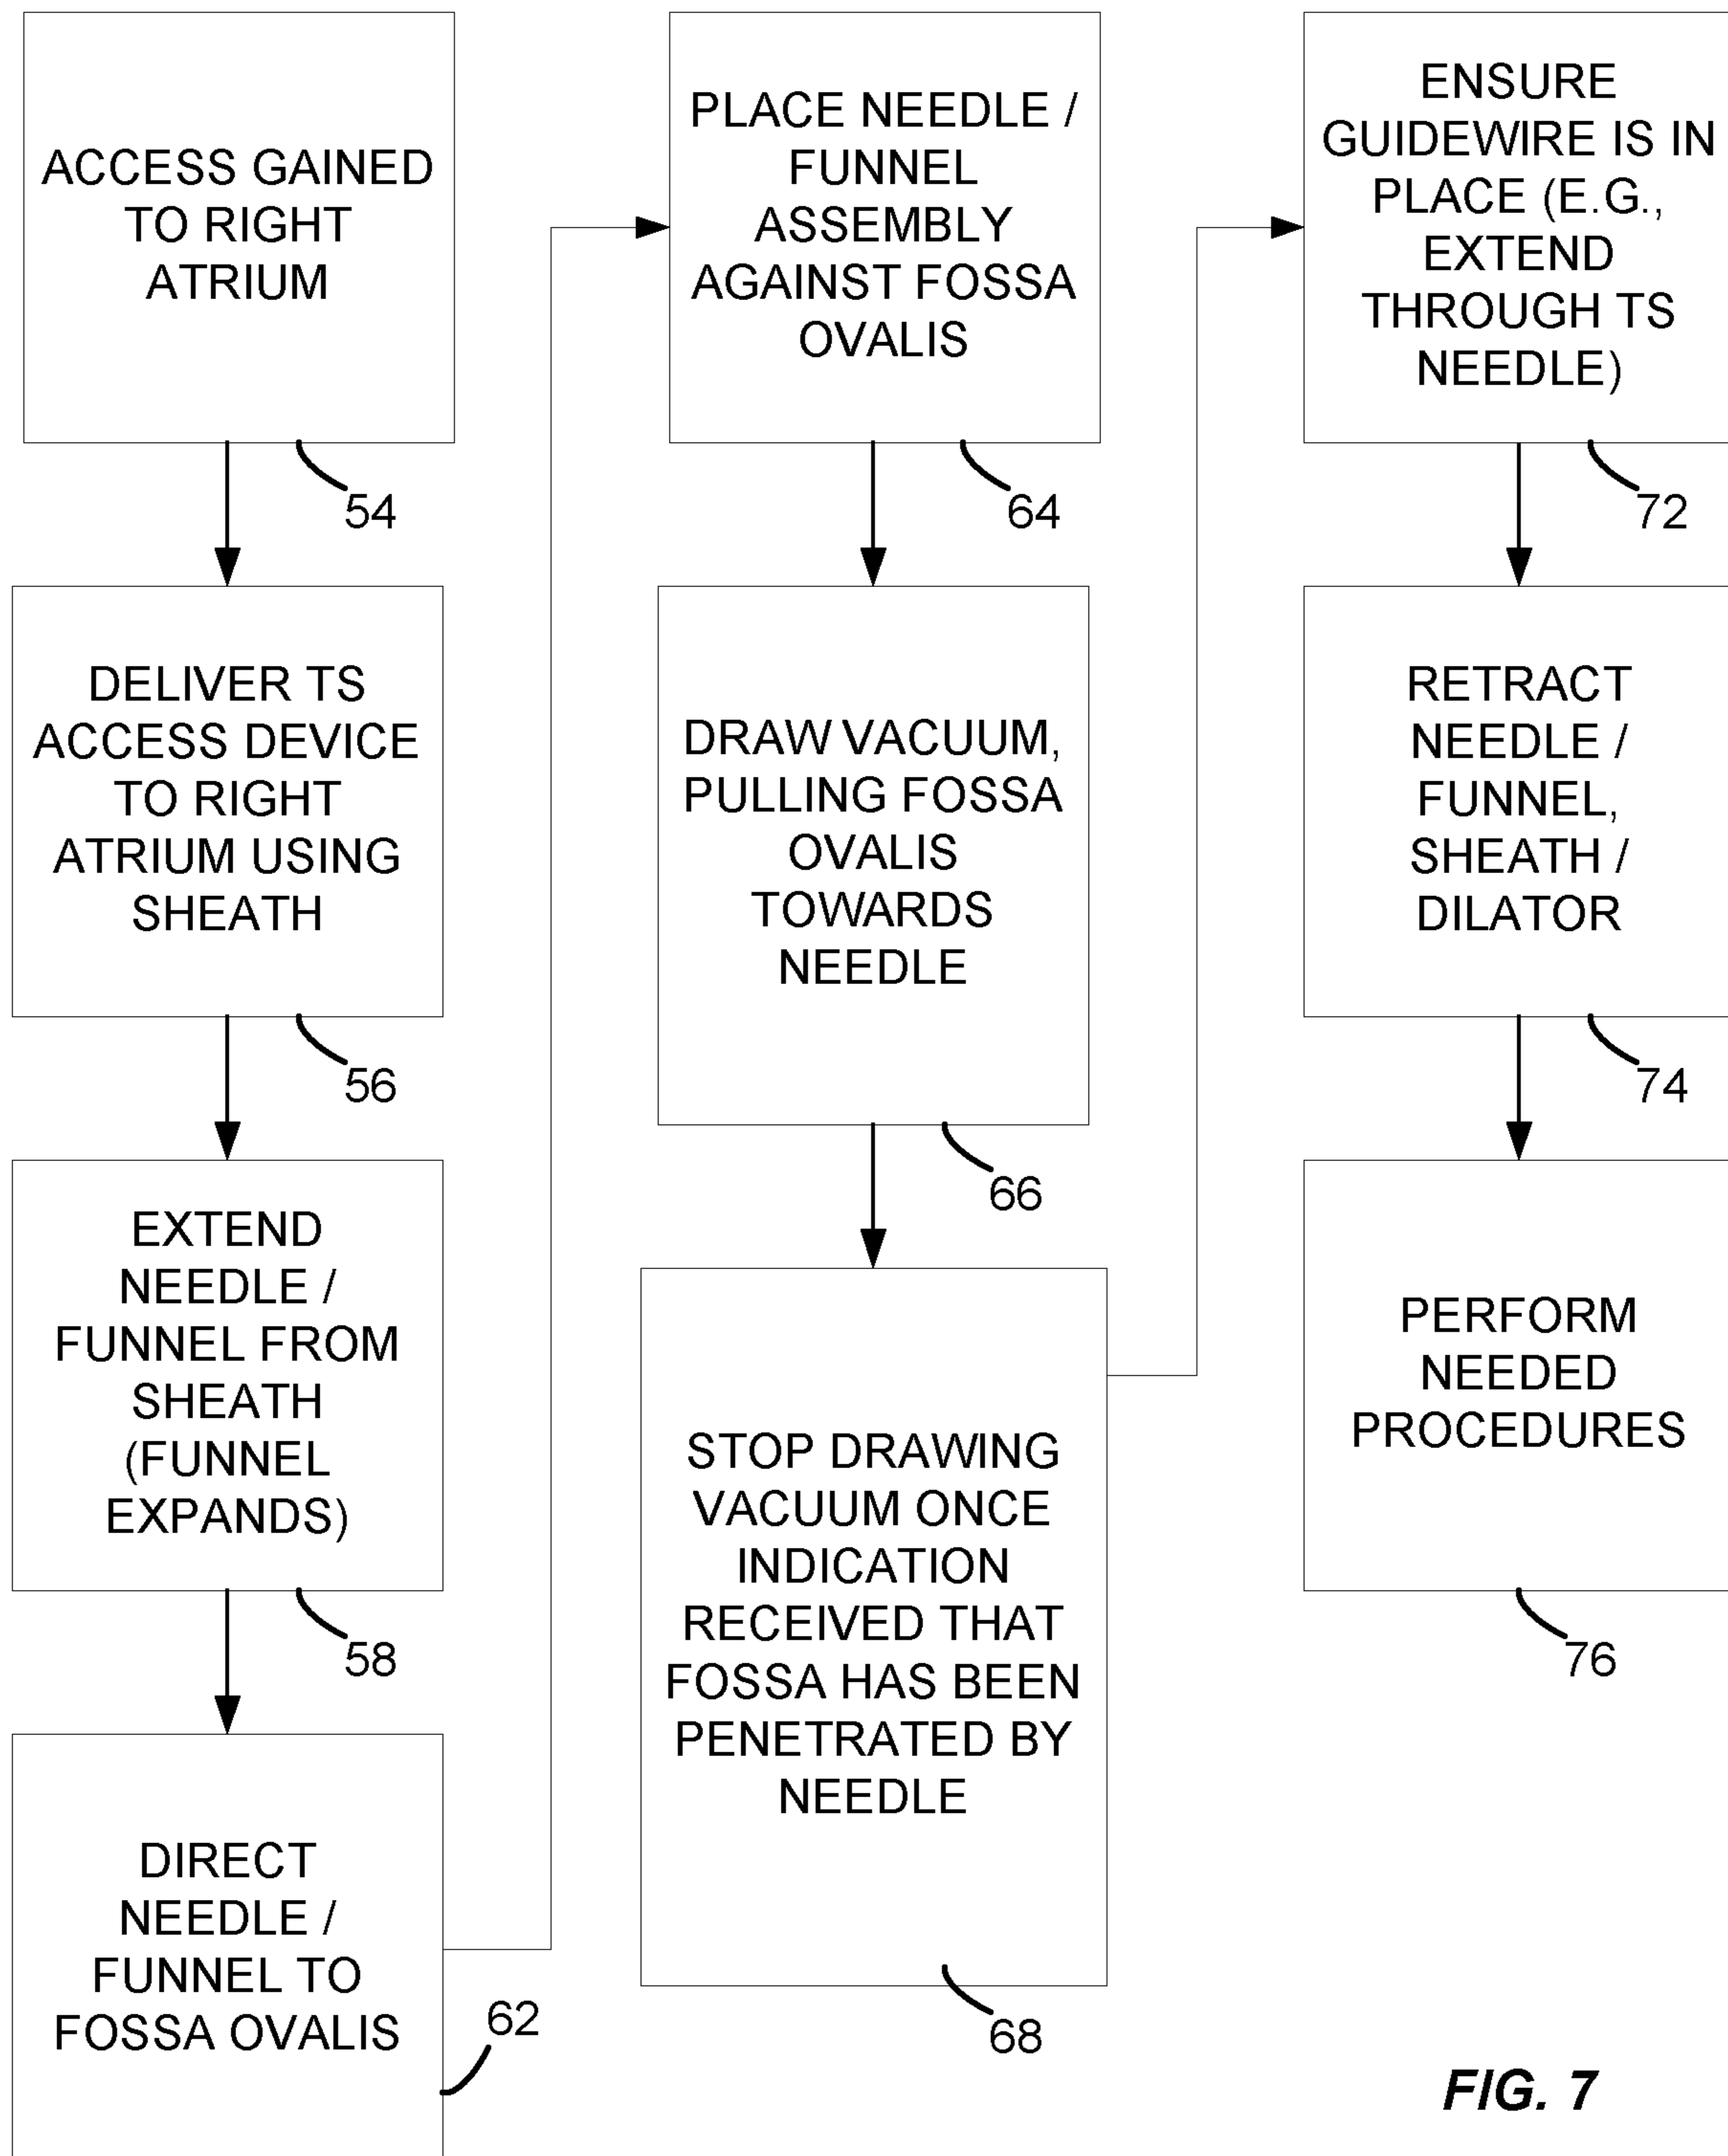 ACCESS GAINED
TO RIGHT
ATRIUM
54
DELIVER TS
ACCESS DEVICE
TO RIGHT
ATRIUM USING
SHEATH
56
EXTEND
NEEDLE /
FUNNEL FROM
SHEATH
(FUNNEL
EXPANDS)
58
DIRECT
NEEDLE /
FUNNEL TO
FOSSA OVALIS
62
PLACE NEEDLE /
FUNNEL
ASSEMBLY
AGAINST FOSSA
OVALIS
64
DRAW VACUUM,
PULLING FOSSA
OVALIS
TOWARDS
NEEDLE
66
STOP DRAWING
VACUUM ONCE
INDICATION
RECEIVED THAT
FOSSA HAS BEEN
PENETRATED BY
NEEDLE
68
ENSURE
GUIDEWIRE IS IN
PLACE (E.G.,
EXTEND
THROUGH TS
NEEDLE)
72
RETRACT
NEEDLE /
FUNNEL,
SHEATH /
DILATOR
74
PERFORM
NEEDED
PROCEDURES
76
FIG. 7